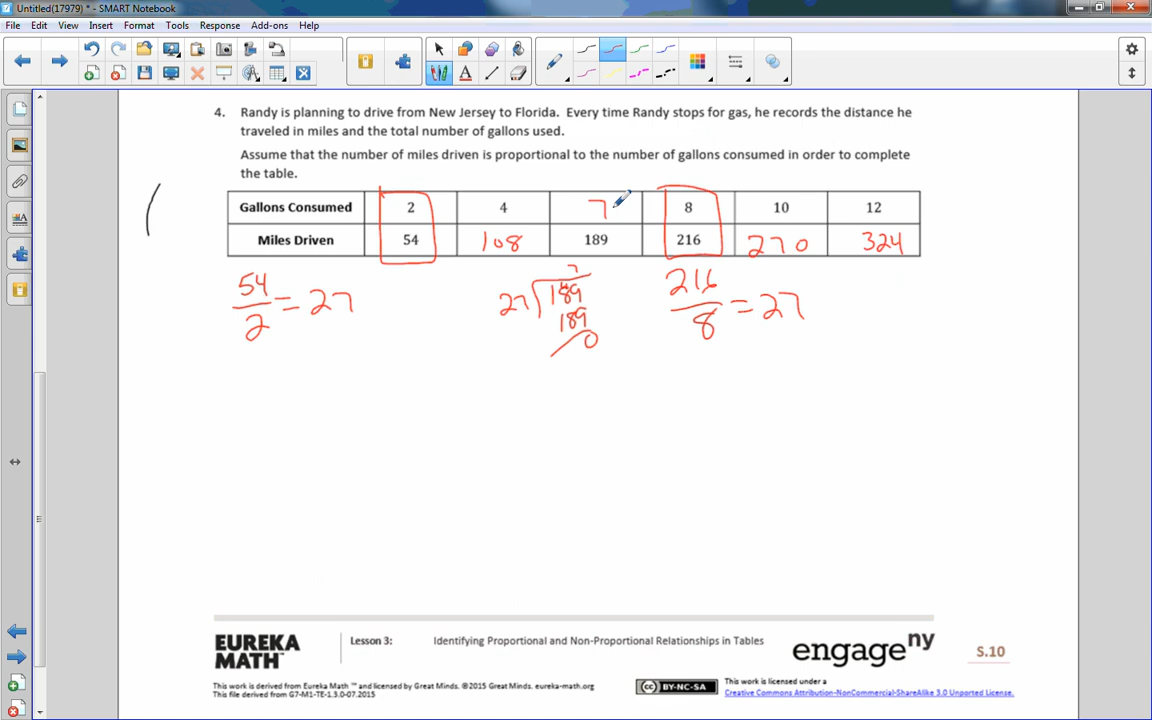 Untitled(17979) * - SMART Notebook
File Edit View Insert Format Tools Response Add-ons Help
4. Randy is planning to drive from New Jersey to Florida. Every time Randy stops for gas, he records the distance he
traveled in miles and the total number of gallons used.
Assume that the number of miles driven is proportional to the number of gallons consumed in order to complete
the table.
Gallons Consumed 2 4 7 8 10 12
Miles Driven 54 108 189 216 270 324
54/2 = 27
7
27 189
189
0
216/8 = 27
EUREKA MATH™
Lesson 3: Identifying Proportional and Non-Proportional Relationships in Tables
engage ny
S.10
This work is derived from Eureka Math ™ and licensed by Great Minds. ©2015 Great Minds. eureka-math.org
This file derived from G7-M1-TE-1.3.0-07.2015
(cc) BY-NC-SA
This work is licensed under a
Creative Commons Attribution-NonCommercial-ShareAlike 3.0 Unported License.